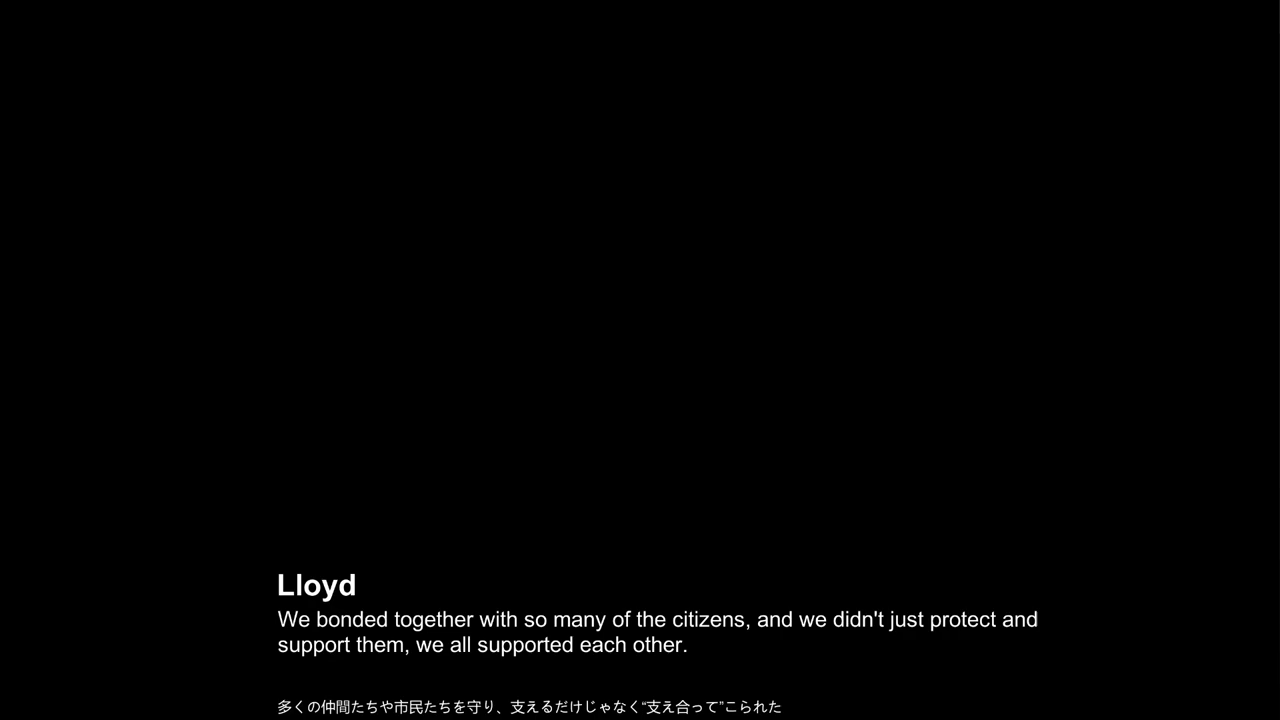 Lloyd
We bonded together with so many of the citizens, and we didn't just protect and
support them, we all supported each other.
多くの仲間たちや市民たちを守り、支えるだけじゃなく“支え合って”こられた